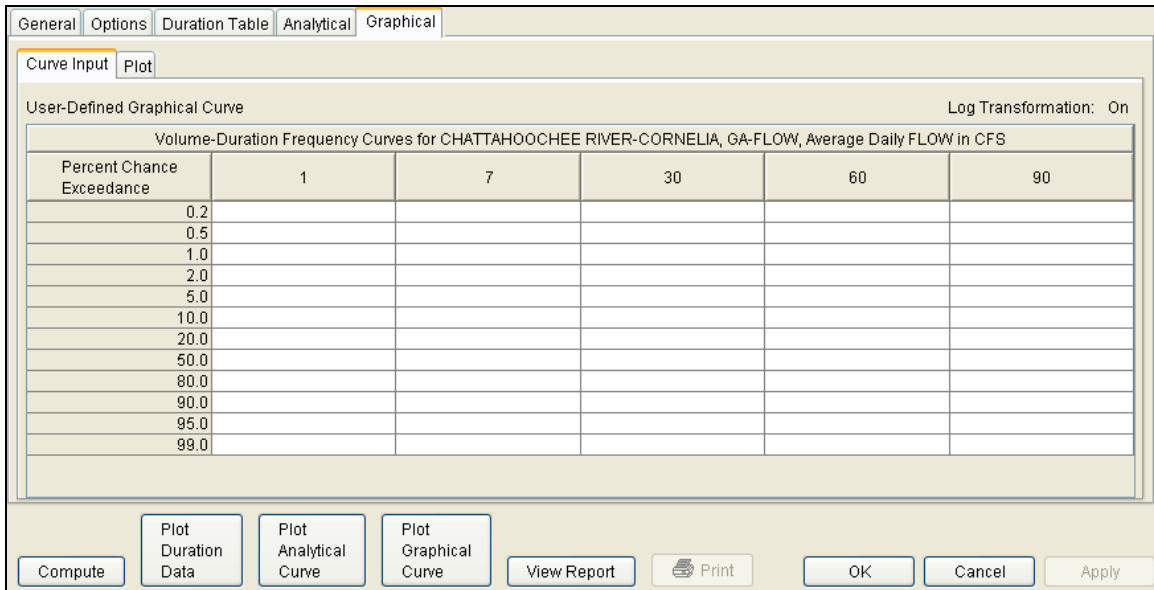 General Options Duration Table Analytical Graphical
Curve Input Plot
User-Defined Graphical Curve Log Transformation: On
Volume-Duration Frequency Curves for CHATTAHOOCHEE RIVER-CORNELIA, GA-FLOW, Average Daily FLOW in CFS
Percent Chance Exceedance 1 7 30 60 90
0.2
0.5
1.0
2.0
5.0
10.0
20.0
50.0
80.0
90.0
95.0
99.0
Compute Plot Duration Data Plot Analytical Curve Plot Graphical Curve View Report Print OK Cancel Apply